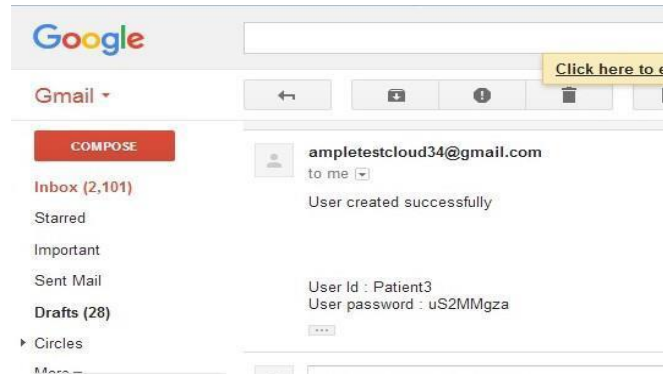 Google
Click here to e
Gmail
COMPOSE
ampletestcloud34@gmail.com
to me
Inbox (2,101)
User created successfully
Starred
Important
Sent Mail
User Id : Patient3
User password : uS2MMgza
Drafts (28)
Circles
More